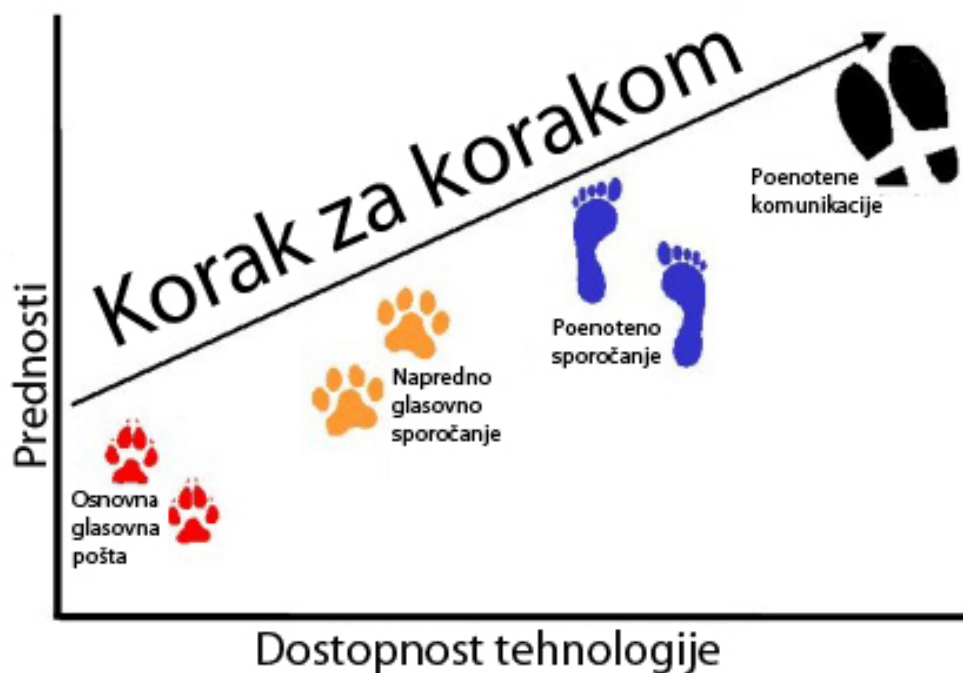 Korak za korakom
Poenotene
komunikacije
Poenoteno
sporočanje
Napredno
glasovno
sporočanje
Osnovna
glasovna
pošta
Prednosti
Dostopnost tehnologije